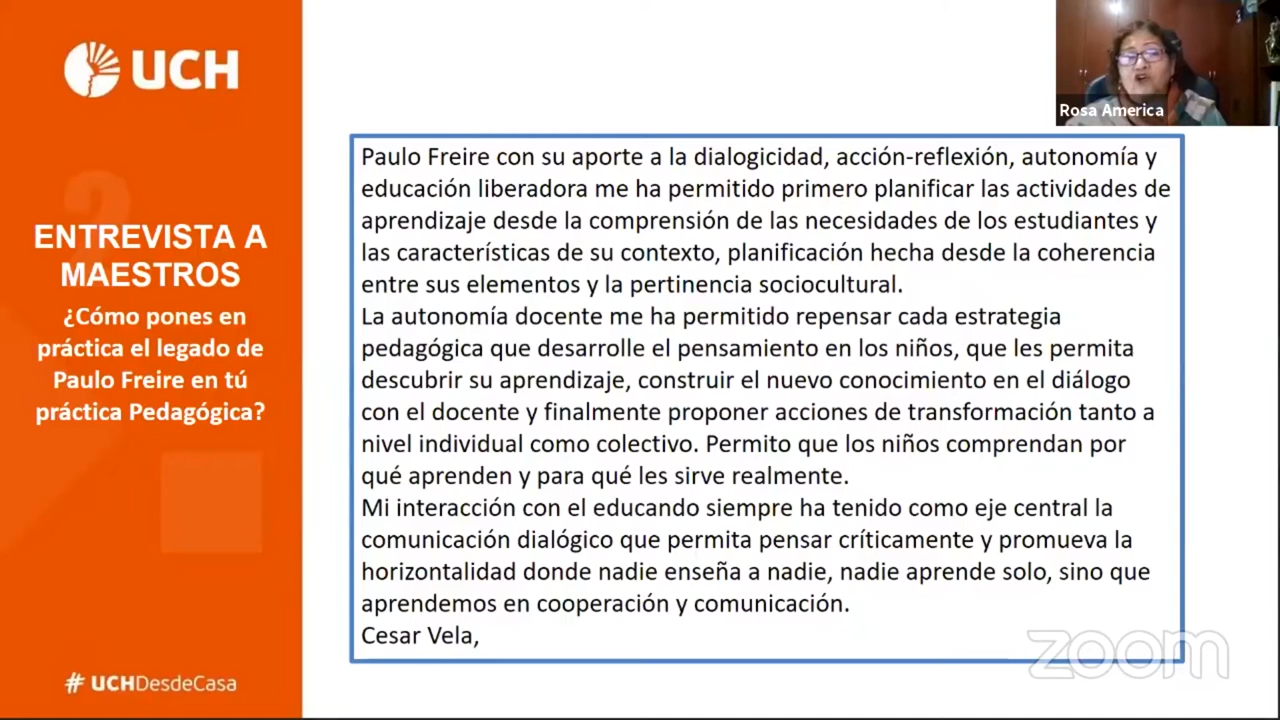 UCH
ENTREVISTA A
MAESTROS
¿Cómo pones en
práctica el legado de
Paulo Freire en tú
práctica Pedagógica?
# UCHDesdeCasa
Rosa America
Paulo Freire con su aporte a la dialogicidad, acción-reflexión, autonomía y
educación liberadora me ha permitido primero planificar las actividades de
aprendizaje desde la comprensión de las necesidades de los estudiantes y
las características de su contexto, planificación hecha desde la coherencia
entre sus elementos y la pertinencia sociocultural.
La autonomía docente me ha permitido repensar cada estrategia
pedagógica que desarrolle el pensamiento en los niños, que les permita
descubrir su aprendizaje, construir el nuevo conocimiento en el diálogo
con el docente y finalmente proponer acciones de transformación tanto a
nivel individual como colectivo. Permito que los niños comprendan por
qué aprenden y para qué les sirve realmente.
Mi interacción con el educando siempre ha tenido como eje central la
comunicación dialógico que permita pensar críticamente y promueva la
horizontalidad donde nadie enseña a nadie, nadie aprende solo, sino que
aprendemos en cooperación y comunicación.
Cesar Vela,
zoom